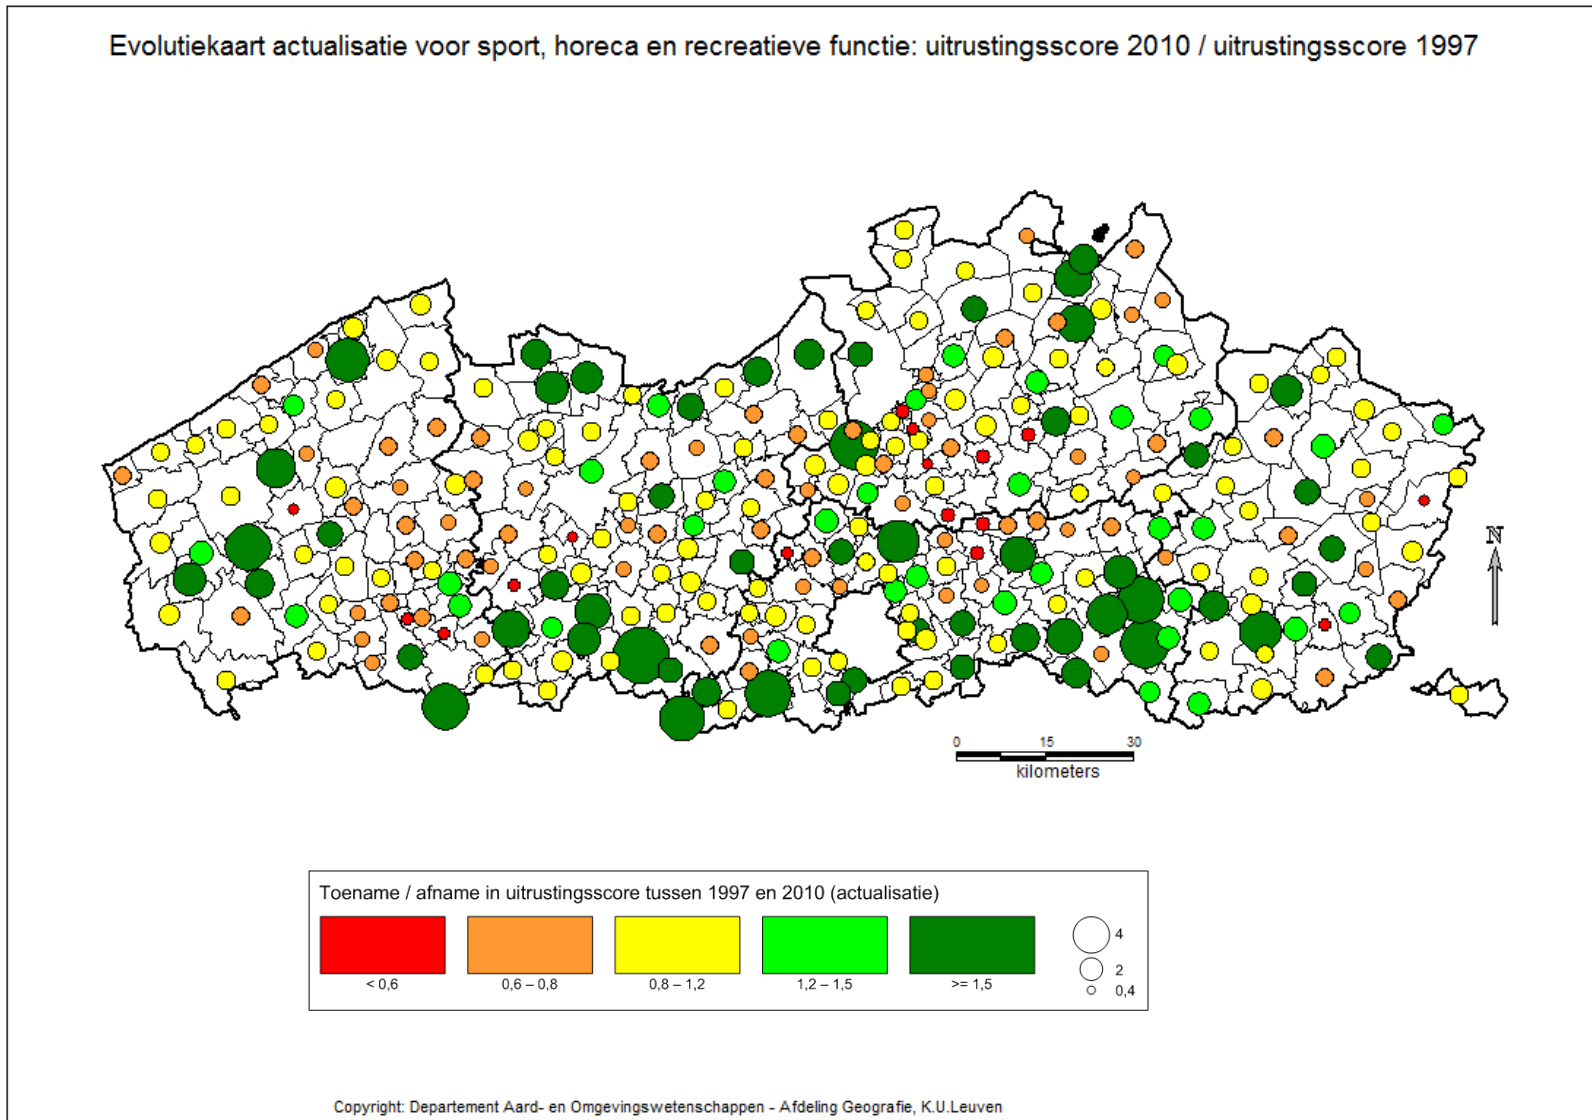 Evolutiekaart actualisatie voor sport, horeca en recreatieve functie: uitrustingsscore 2010 / uitrustingsscore 1997
N
0 15 30
kilometers
Toename / afname in uitrustingsscore tussen 1997 en 2010 (actualisatie)
< 0,6 0,6 – 0,8 0,8 – 1,2 1,2 – 1,5 >= 1,5
4
2
0,4
Copyright: Departement Aard- en Omgevingswetenschappen - Afdeling Geografie, K.U.Leuven